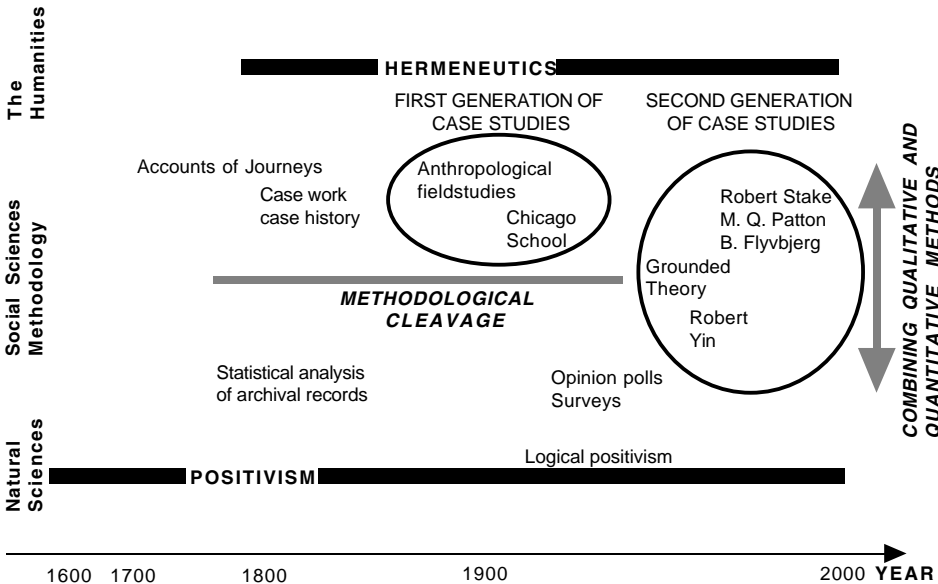 The
Humanities
HERMENEUTICS
FIRST GENERATION OF
CASE STUDIES
SECOND GENERATION
OF CASE STUDIES
Social Sciences
Methodology
Accounts of Journeys
Case work
case history
Anthropological
fieldstudies
Chicago
School
Robert Stake
M. Q. Patton
B. Flyvbjerg
Grounded
Theory
Robert
Yin
METHODOLOGICAL
CLEAVAGE
COMBINING QUALITATIVE AND
QUANTITATIVE METHODS
Statistical analysis
of archival records
Opinion polls
Surveys
Natural
Sciences
Logical positivism
POSITIVISM
1600 1700 1800 1900 2000 YEAR